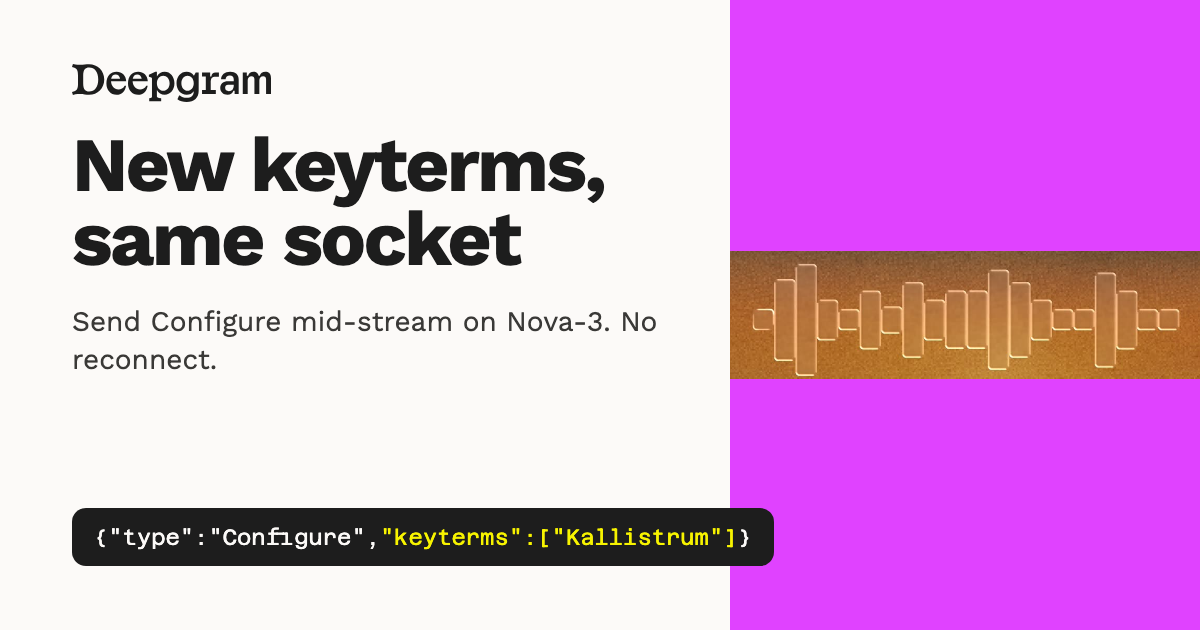 Deepgram
New keyterms,
same socket
Send Configure mid-stream on Nova-3. No
reconnect.
{"type":"Configure","keyterms":["Kallistrum"]}